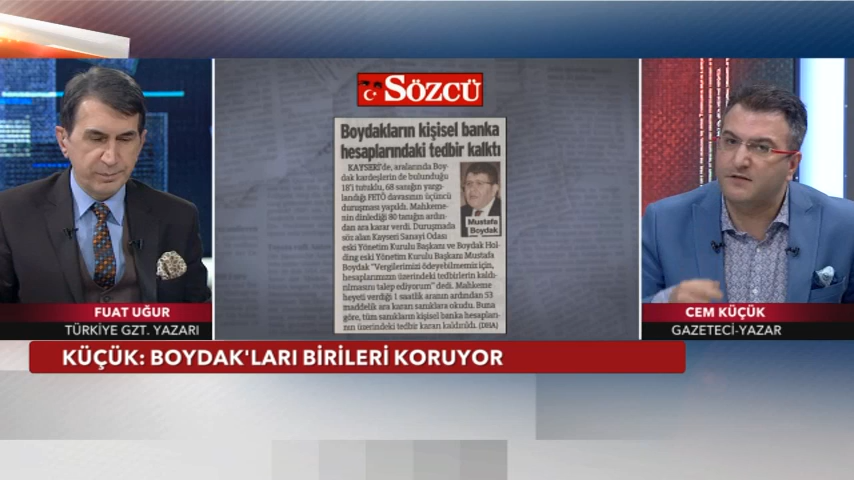 SÖZCÜ
Boydakların kişisel banka
hesaplarındaki tedbir kalktı
KAYSERİ'de, aralarında Boy-
dak kardeşlerin de bulunduğu
18'i tutuklu, 68 sanığın yargı-
landığı FETÖ davasının üçüncü
duruşması yapıldı. Mahkeme-
nin dinlediği 80 tanığın ardın-
dan ara karar verdi. Duruşmada
söz alan Kayseri Sanayi Odası
eski Yönetim Kurulu Başkanı ve Boydak Hol-
ding eski Yönetim Kurulu Başkanı Mustafa
Boydak "Vergilerimizi ödeyebilmemiz için,
hesaplarımızın üzerindeki tedbirlerin kaldı-
rılmasını talep ediyorum" dedi. Mahkeme
heyeti verdiği 1 saatlik aranın ardından 53
maddelik ara kararı sanıklara okudu. Buna
göre, tüm sanıkların kişisel banka hesapları-
nın üzerindeki tedbir kararı kaldırıldı. (DHA)
Mustafa
Boydak
FUAT UĞUR
TÜRKİYE GZT. YAZARI
CEM KÜÇÜK
GAZETECİ-YAZAR
KÜÇÜK: BOYDAK'LARI BİRİLERİ KORUYOR